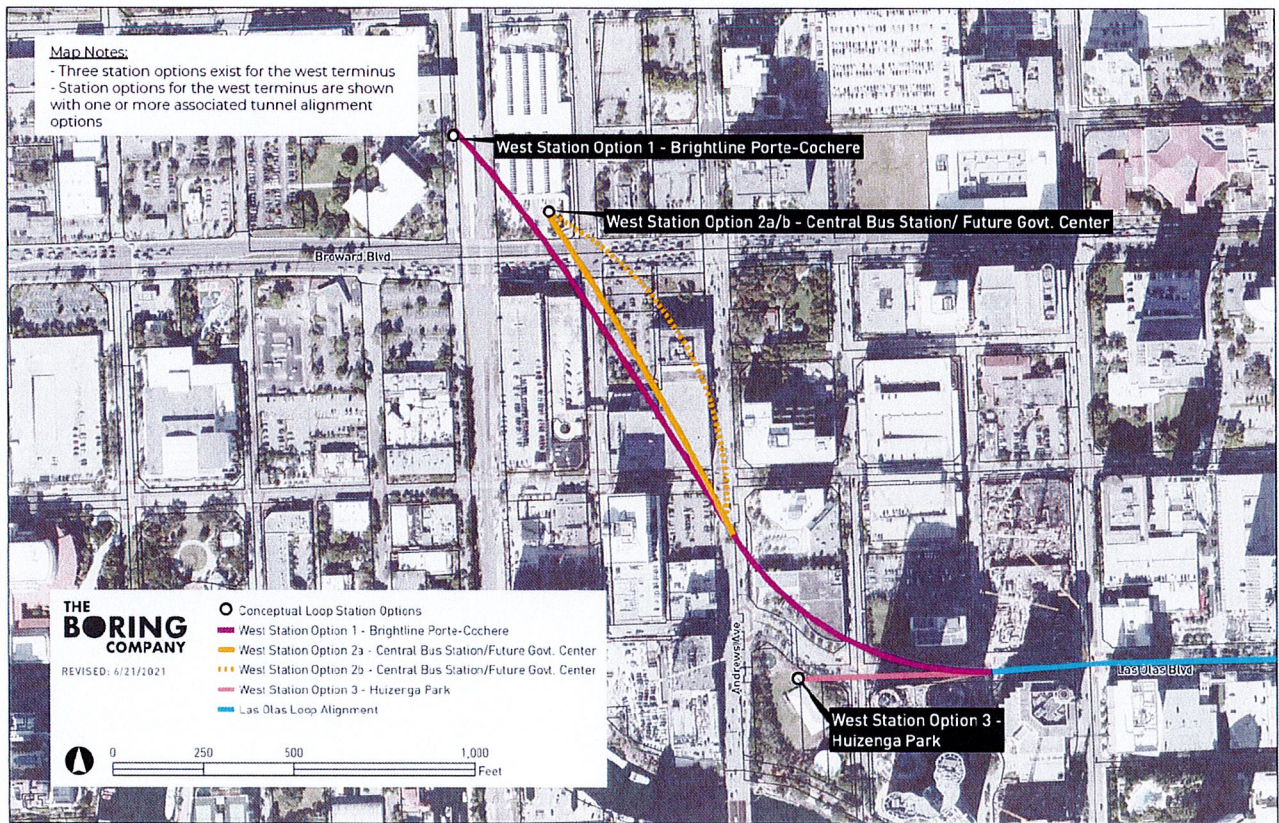 Map Notes:
- Three station options exist for the west terminus
- Station options for the west terminus are shown
with one or more associated tunnel alignment
options
West Station Option 1 - Brightline Porte-Cochere
West Station Option 2a/b - Central Bus Station/ Future Govt. Center
Broward Blvd
Andrews Ave
Las Olas Blvd
West Station Option 3 -
Huizenga Park
THE
BORING
COMPANY
REVISED: 6/21/2021
Conceptual Loop Station Options
West Station Option 1 - Brightline Porte-Cochere
West Station Option 2a - Central Bus Station/Future Govt. Center
West Station Option 2b - Central Bus Station/Future Govt. Center
West Station Option 3 - Huizerga Park
Las Olas Loop Alignment
0 250 500 1,000
Feet